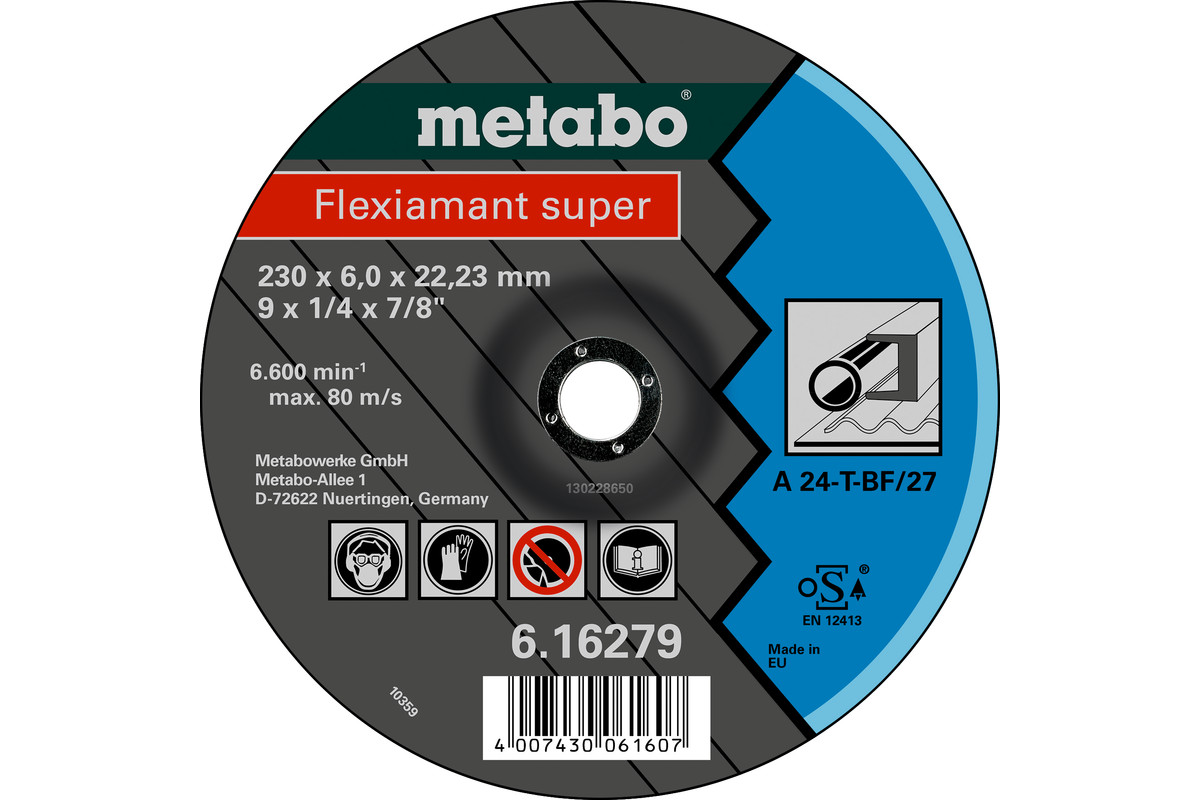 metabo®
Flexiamant super
230 x 6,0 x 22,23 mm
9 x 1/4 x 7/8"
6.600 min-1
max. 80 m/s
Metabowerke GmbH
Metabo-Allee 1
D-72622 Nuertingen, Germany
130228650
A 24-T-BF/27
i
oSa®
EN 12413
Made in
EU
6.16279
10359
4 007430 061607